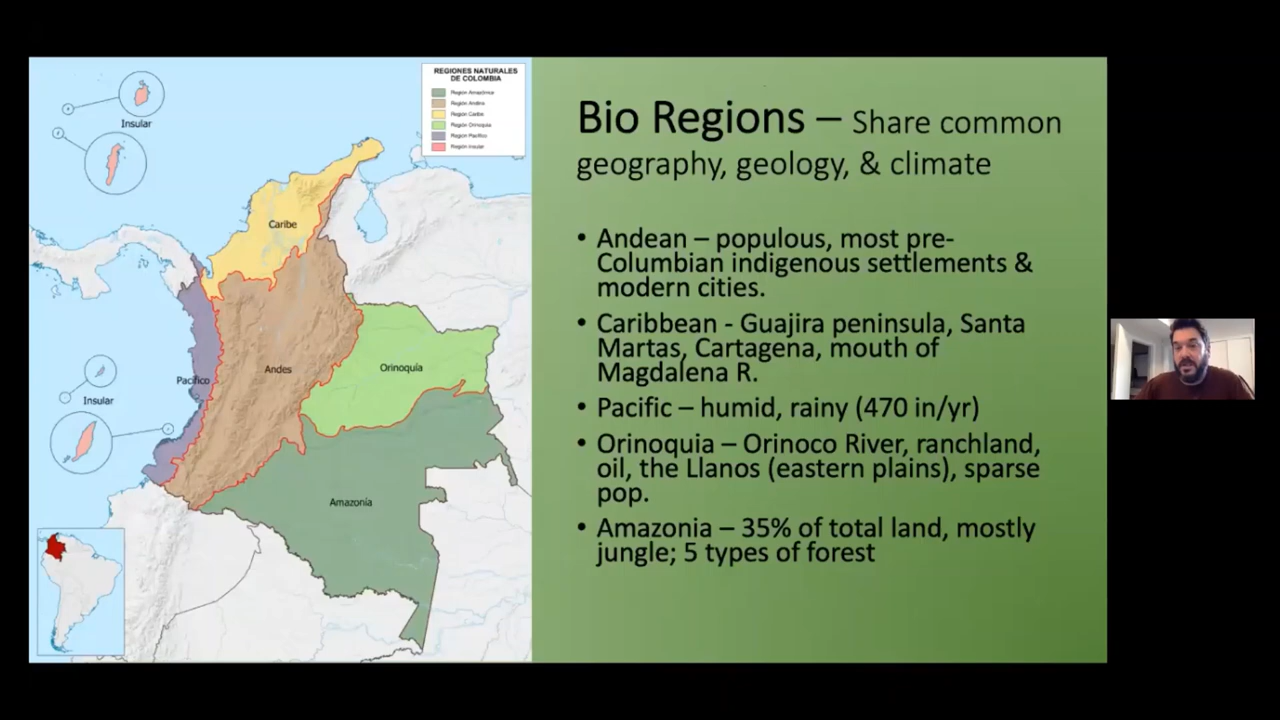 REGIONES NATURALES
DE COLOMBIA
Región Amazónica
Región Andina
Región Caribe
Región Orinoquía
Región Pacífico
Región Insular
Insular
Caribe
Pacífico
Andes
Orinoquía
Insular
Amazonía
Bio Regions – Share common
geography, geology, & climate
• Andean – populous, most pre-
Columbian indigenous settlements &
modern cities.
• Caribbean - Guajira peninsula, Santa
Martas, Cartagena, mouth of
Magdalena R.
• Pacific – humid, rainy (470 in/yr)
• Orinoquia – Orinoco River, ranchland,
oil, the Llanos (eastern plains), sparse
pop.
• Amazonia – 35% of total land, mostly
jungle; 5 types of forest